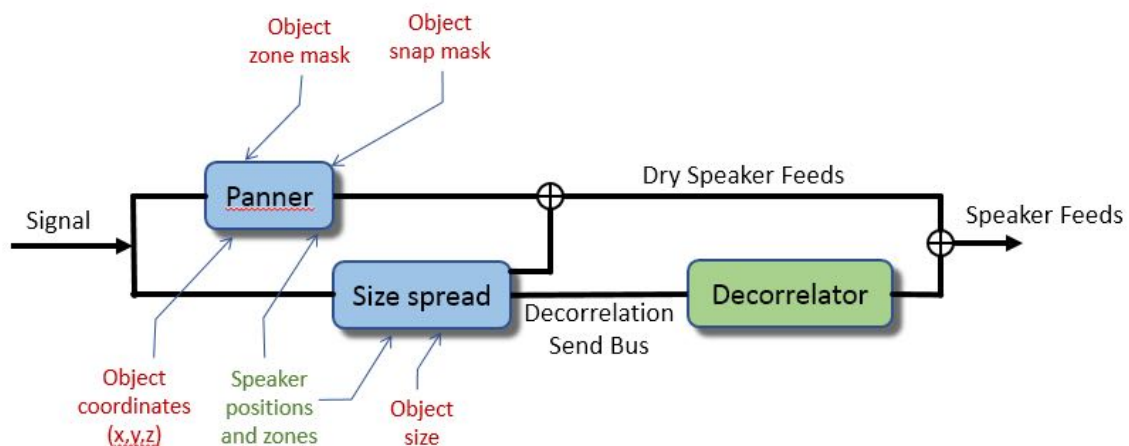 Object
zone mask
Object
snap mask
Panner
Dry Speaker Feeds
Signal
Speaker Feeds
Size spread
Decorrelator
Decorrelation
Send Bus
Object
coordinates
(x,y,z)
Speaker
positions
and zones
Object
size